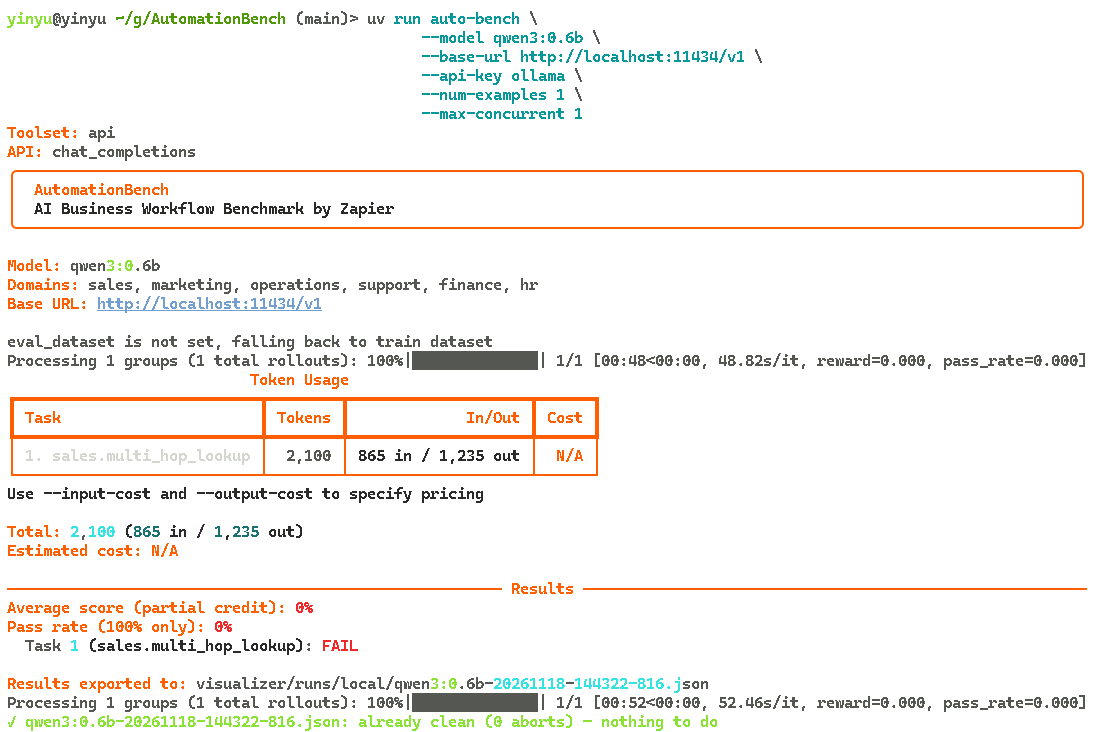 yinyu@yinyu ~/g/AutomationBench (main)> uv run auto-bench \
--model qwen3:0.6b \
--base-url http://localhost:11434/v1 \
--api-key ollama \
--num-examples 1 \
--max-concurrent 1
Toolset: api
API: chat_completions
AutomationBench
AI Business Workflow Benchmark by Zapier
Model: qwen3:0.6b
Domains: sales, marketing, operations, support, finance, hr
Base URL: http://localhost:11434/v1
eval_dataset is not set, falling back to train dataset
Processing 1 groups (1 total rollouts): 100%|██████████████| 1/1 [00:48<00:00, 48.82s/it, reward=0.000, pass_rate=0.000]
Token Usage
Task Tokens In/Out Cost
1. sales.multi_hop_lookup 2,100 865 in / 1,235 out N/A
Use --input-cost and --output-cost to specify pricing
Total: 2,100 (865 in / 1,235 out)
Estimated cost: N/A
Results
Average score (partial credit): 0%
Pass rate (100% only): 0%
Task 1 (sales.multi_hop_lookup): FAIL
Results exported to: visualizer/runs/local/qwen3:0.6b-20261118-144322-816.json
Processing 1 groups (1 total rollouts): 100%|██████████████| 1/1 [00:52<00:00, 52.46s/it, reward=0.000, pass_rate=0.000]
✓ qwen3:0.6b-20261118-144322-816.json: already clean (0 aborts) — nothing to do